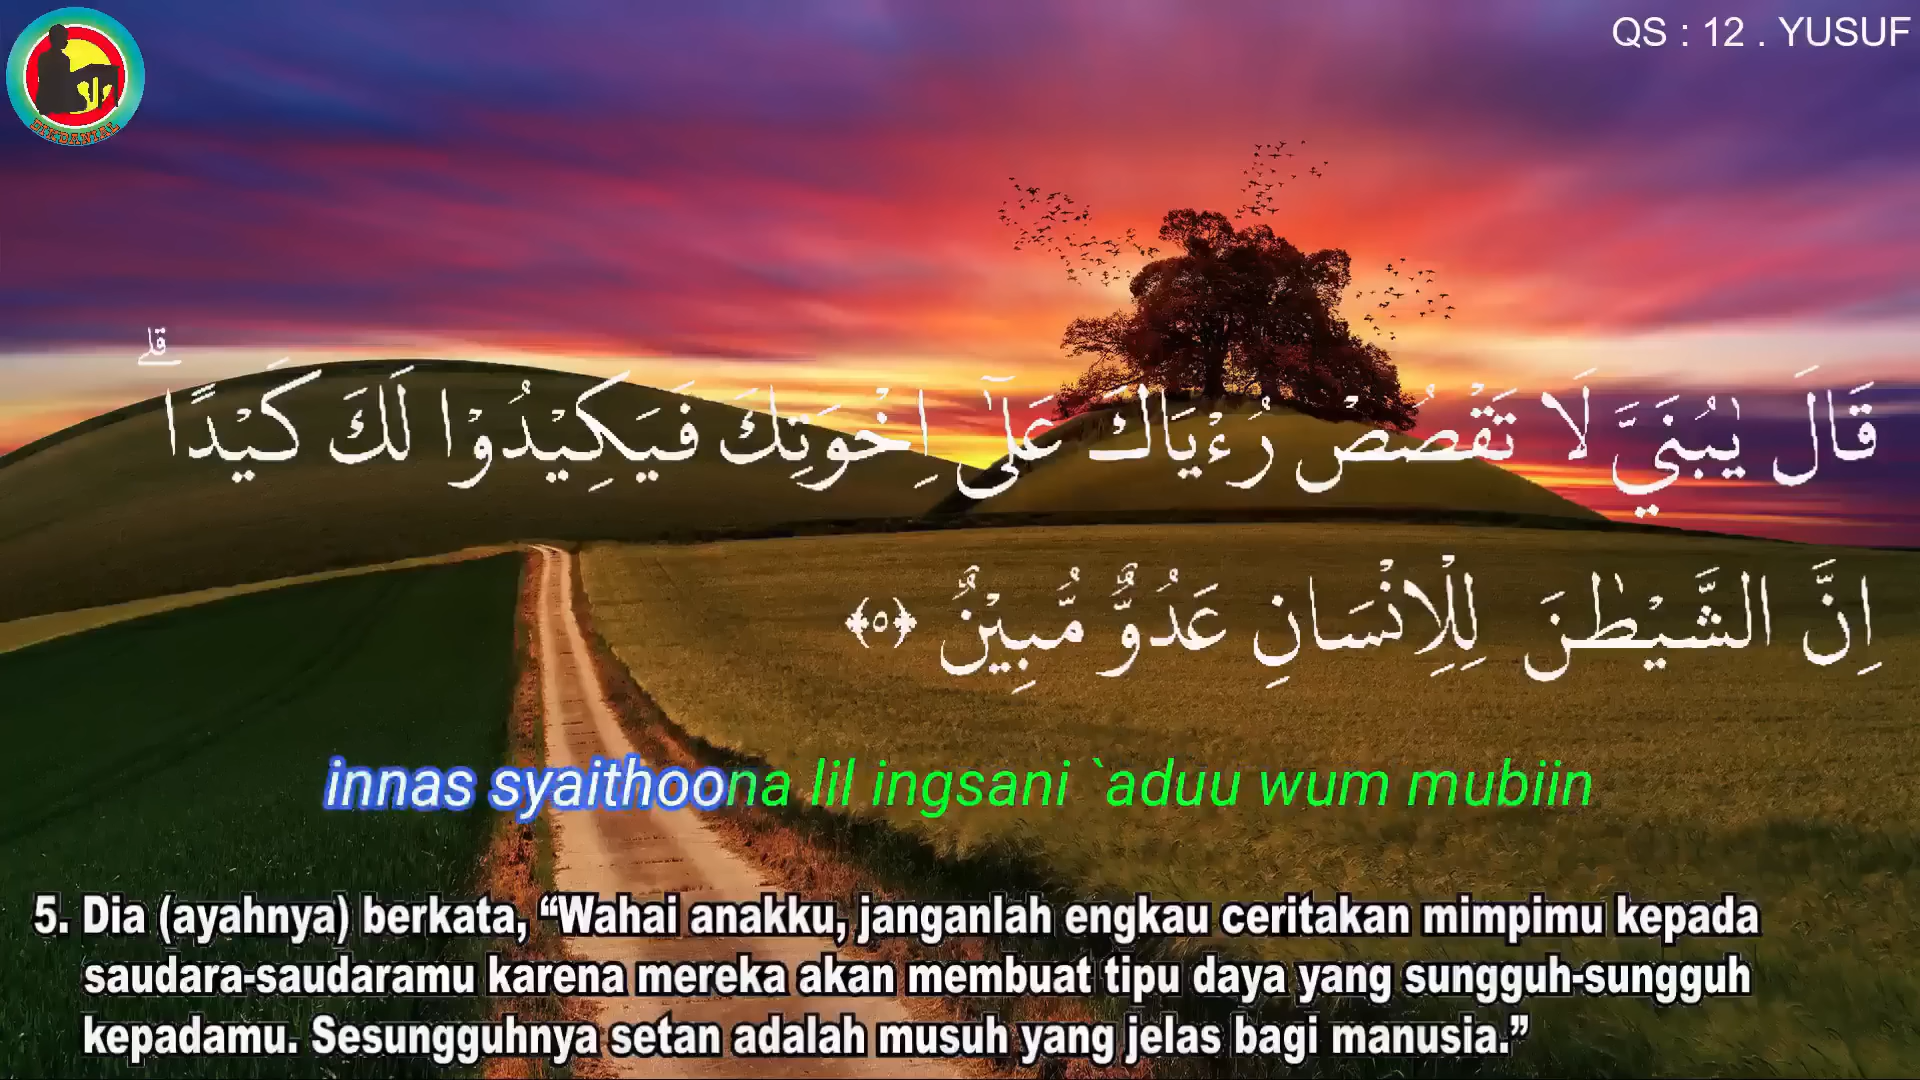 QS : 12 . YUSUF
DIKDANIAL
قَالَ يٰبُنَيَّ لَا تَقْصُصْ رُءْيَاكَ عَلٰٓى اِخْوَتِكَ فَيَكِيْدُوْا لَكَ كَيْدًا ۗ
اِنَّ الشَّيْطٰنَ لِلْاِنْسَانِ عَدُوٌّ مُّبِيْنٌ ﴿٥﴾
innas syaithoona lil ingsani `aduu wum mubiin
5. Dia (ayahnya) berkata, “Wahai anakku, janganlah engkau ceritakan mimpimu kepada
saudara-saudaramu karena mereka akan membuat tipu daya yang sungguh-sungguh
kepadamu. Sesungguhnya setan adalah musuh yang jelas bagi manusia.”